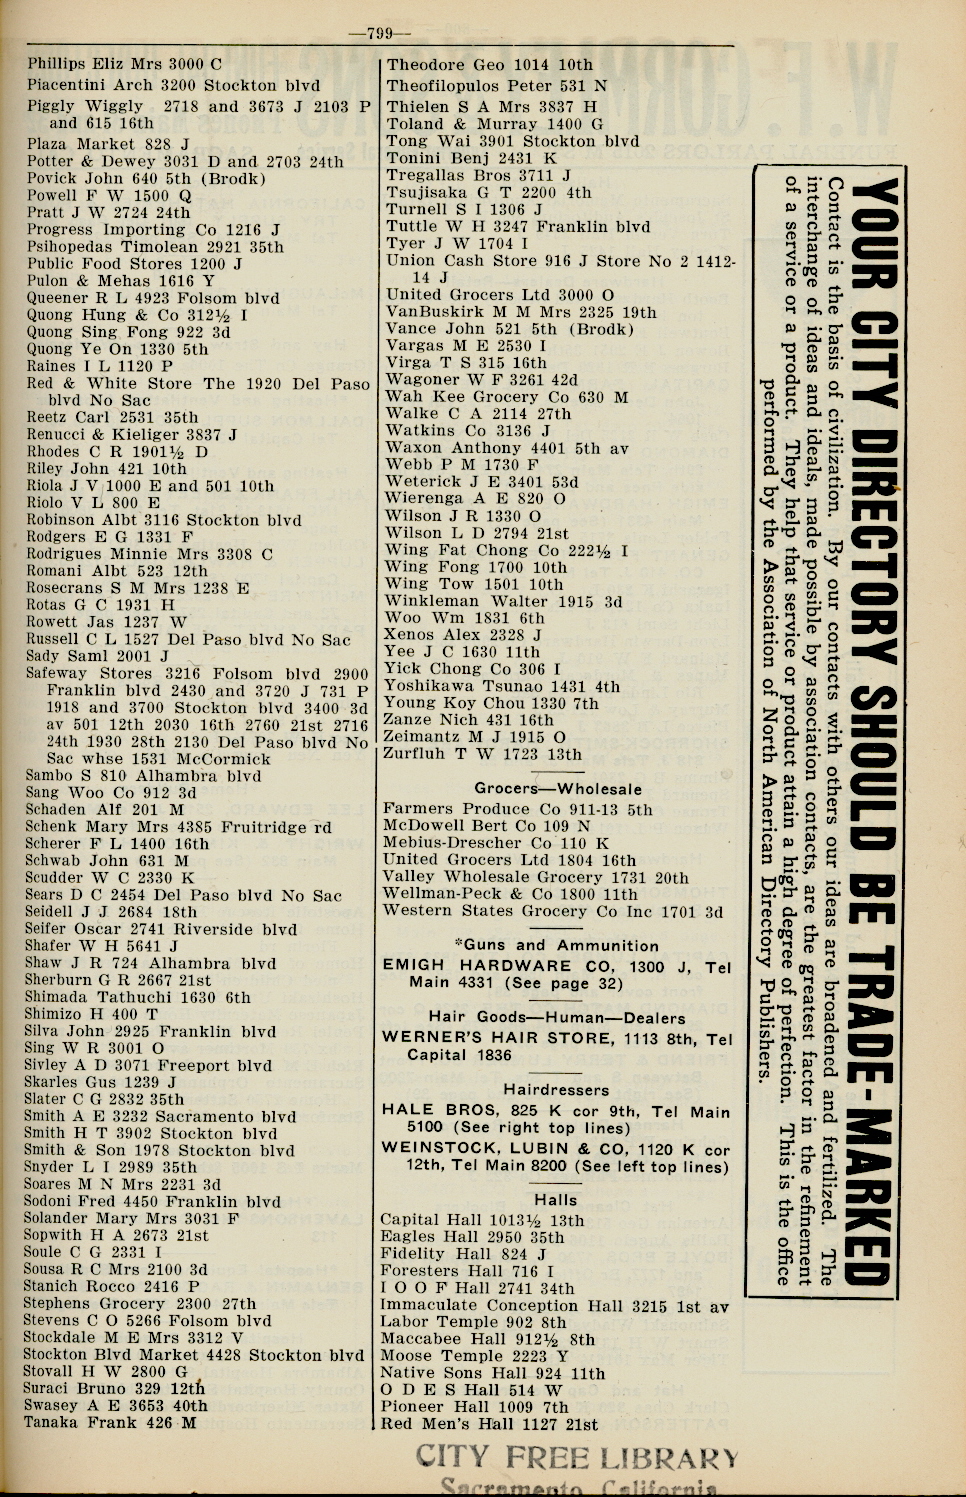 —799—
Phillips Eliz Mrs 3000 C
Piacentini Arch 3200 Stockton blvd
Piggly Wiggly 2718 and 3673 J 2103 P
and 615 16th
Plaza Market 828 J
Potter & Dewey 3031 D and 2703 24th
Povick John 640 5th (Brodk)
Powell F W 1500 Q
Pratt J W 2724 24th
Progress Importing Co 1216 J
Psihopedas Timolean 2921 35th
Public Food Stores 1200 J
Pulon & Mehas 1616 Y
Queener R L 4923 Folsom blvd
Quong Hung & Co 312½ I
Quong Sing Fong 922 3d
Quong Ye On 1330 5th
Raines I L 1120 P
Red & White Store The 1920 Del Paso
blvd No Sac
Reetz Carl 2531 35th
Renucci & Kieliger 3837 J
Rhodes C R 1901½ D
Riley John 421 10th
Riola J V 1000 E and 501 10th
Riolo V L 800 E
Robinson Albt 3116 Stockton blvd
Rodgers E G 1331 F
Rodrigues Minnie Mrs 3308 C
Romani Albt 523 12th
Rosecrans S M Mrs 1238 E
Rotas G C 1931 H
Rowett Jas 1237 W
Russell C L 1527 Del Paso blvd No Sac
Sady Saml 2001 J
Safeway Stores 3216 Folsom blvd 2900
Franklin blvd 2430 and 3720 J 731 P
1918 and 3700 Stockton blvd 3400 3d
av 501 12th 2030 16th 2760 21st 2716
24th 1930 28th 2130 Del Paso blvd No
Sac whse 1531 McCormick
Sambo S 810 Alhambra blvd
Sang Woo Co 912 3d
Schaden Alf 201 M
Schenk Mary Mrs 4385 Fruitridge rd
Scherer F L 1400 16th
Schwab John 631 M
Scudder W C 2330 K
Sears D C 2454 Del Paso blvd No Sac
Seidell J J 2684 18th
Seifer Oscar 2741 Riverside blvd
Shafer W H 5641 J
Shaw J R 724 Alhambra blvd
Sherburn G R 2667 21st
Shimada Tathuchi 1630 6th
Shimizo H 400 T
Silva John 2925 Franklin blvd
Sing W R 3001 O
Sivley A D 3071 Freeport blvd
Skarles Gus 1239 J
Slater C G 2832 35th
Smith A E 3232 Sacramento blvd
Smith H T 3902 Stockton blvd
Smith & Son 1978 Stockton blvd
Snyder L I 2989 35th
Soares M N Mrs 2231 3d
Sodoni Fred 4450 Franklin blvd
Solander Mary Mrs 3031 F
Sopwith H A 2673 21st
Soule C G 2331 I
Sousa R C Mrs 2100 3d
Stanich Rocco 2416 P
Stephens Grocery 2300 27th
Stevens C O 5266 Folsom blvd
Stockdale M E Mrs 3312 V
Stockton Blvd Market 4428 Stockton blvd
Stovall H W 2800 G
Suraci Bruno 329 12th
Swasey A E 3653 40th
Tanaka Frank 426 M
Theodore Geo 1014 10th
Theofilopulos Peter 531 N
Thielen S A Mrs 3837 H
Toland & Murray 1400 G
Tong Wai 3901 Stockton blvd
Tonini Benj 2431 K
Tregallas Bros 3711 J
Tsujisaka G T 2200 4th
Turnell S I 1306 J
Tuttle W H 3247 Franklin blvd
Tyer J W 1704 I
Union Cash Store 916 J Store No 2 1412-
14 J
United Grocers Ltd 3000 O
VanBuskirk M M Mrs 2325 19th
Vance John 521 5th (Brodk)
Vargas M E 2530 I
Virga T S 315 16th
Wagoner W F 3261 42d
Wah Kee Grocery Co 630 M
Walke C A 2114 27th
Watkins Co 3136 J
Waxon Anthony 4401 5th av
Webb P M 1730 F
Weterick J E 3401 53d
Wierenga A E 820 O
Wilson J R 1330 O
Wilson L D 2794 21st
Wing Fat Chong Co 222½ I
Wing Fong 1700 10th
Wing Tow 1501 10th
Winkleman Walter 1915 3d
Woo Wm 1831 6th
Xenos Alex 2328 J
Yee J C 1630 11th
Yick Chong Co 306 I
Yoshikawa Tsunao 1431 4th
Young Koy Chou 1330 7th
Zanze Nich 431 16th
Zeimantz M J 1915 O
Zurfluh T W 1723 13th
Grocers—Wholesale
Farmers Produce Co 911-13 5th
McDowell Bert Co 109 N
Mebius-Drescher Co 110 K
United Grocers Ltd 1804 16th
Valley Wholesale Grocery 1731 20th
Wellman-Peck & Co 1800 11th
Western States Grocery Co Inc 1701 3d
*Guns and Ammunition
EMIGH HARDWARE CO, 1300 J, Tel
Main 4331 (See page 32)
Hair Goods—Human—Dealers
WERNER'S HAIR STORE, 1113 8th, Tel
Capital 1836
Hairdressers
HALE BROS, 825 K cor 9th, Tel Main
5100 (See right top lines)
WEINSTOCK, LUBIN & CO, 1120 K cor
12th, Tel Main 8200 (See left top lines)
Halls
Capital Hall 1013½ 13th
Eagles Hall 2950 35th
Fidelity Hall 824 J
Foresters Hall 716 I
I O O F Hall 2741 34th
Immaculate Conception Hall 3215 1st av
Labor Temple 902 8th
Maccabee Hall 912½ 8th
Moose Temple 2223 Y
Native Sons Hall 924 11th
O D E S Hall 514 W
Pioneer Hall 1009 7th
Red Men's Hall 1127 21st
YOUR CITY DIRECTORY SHOULD BE TRADE-MARKED
Contact is the basis of civilization. By our contacts with others our ideas are broadened and fertilized. The
interchange of ideas and ideals, made possible by association contacts, are the greatest factor in the refinement
of a service or a product. They help that service or product attain a high degree of perfection. This is the office
performed by the Association of North American Directory Publishers.
CITY FREE LIBRARY
Sacramento, California